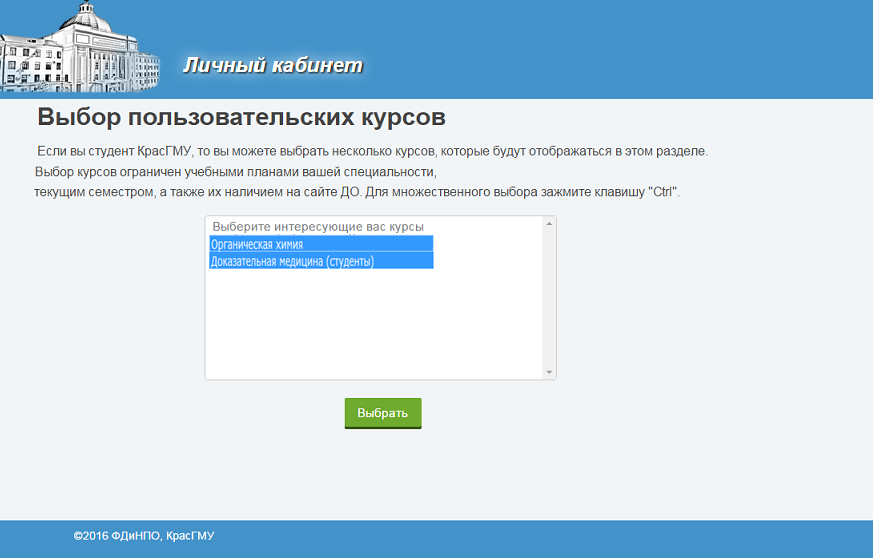 Личный кабинет
Выбор пользовательских курсов
Если вы студент КрасГМУ, то вы можете выбрать несколько курсов, которые будут отображаться в этом разделе.
Выбор курсов ограничен учебными планами вашей специальности,
текущим семестром, а также их наличием на сайте ДО. Для множественного выбора зажмите клавишу "Ctrl".
Выберите интересующие вас курсы
Органическая химия
Доказательная медицина (студенты)
Выбрать
©2016 ФДиНПО, КрасГМУ